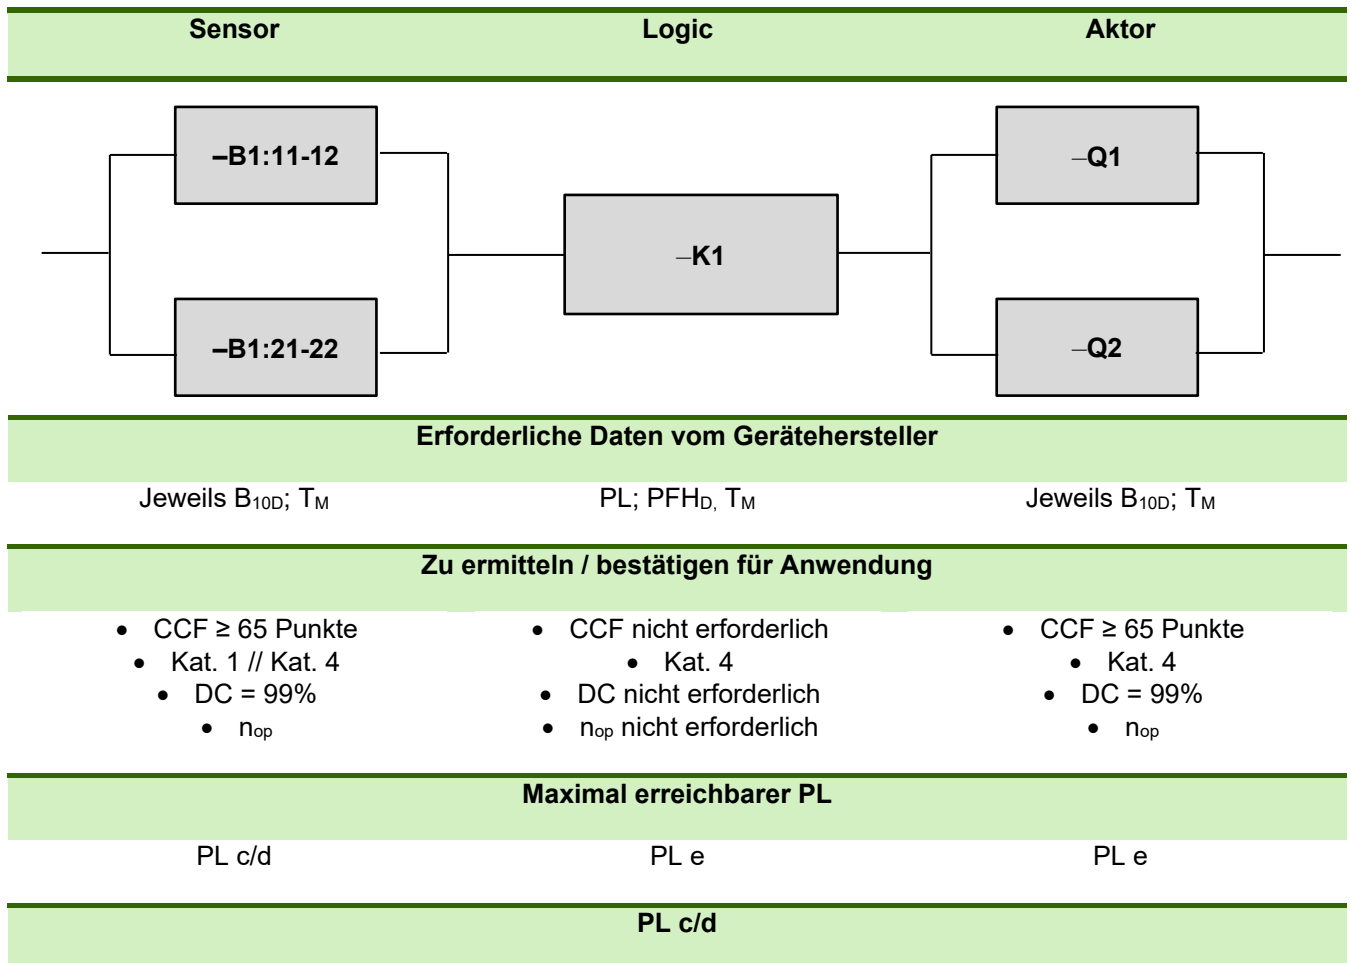 Sensor Logic Aktor
–B1:11-12
–Q1
–K1
–B1:21-22
–Q2
Erforderliche Daten vom Gerätehersteller
Jeweils B10D; TM PL; PFHD, TM Jeweils B10D; TM
Zu ermitteln / bestätigen für Anwendung
• CCF ≥ 65 Punkte
• Kat. 1 // Kat. 4
• DC = 99%
• nop
• CCF nicht erforderlich
• Kat. 4
• DC nicht erforderlich
• nop nicht erforderlich
• CCF ≥ 65 Punkte
• Kat. 4
• DC = 99%
• nop
Maximal erreichbarer PL
PL c/d PL e PL e
PL c/d